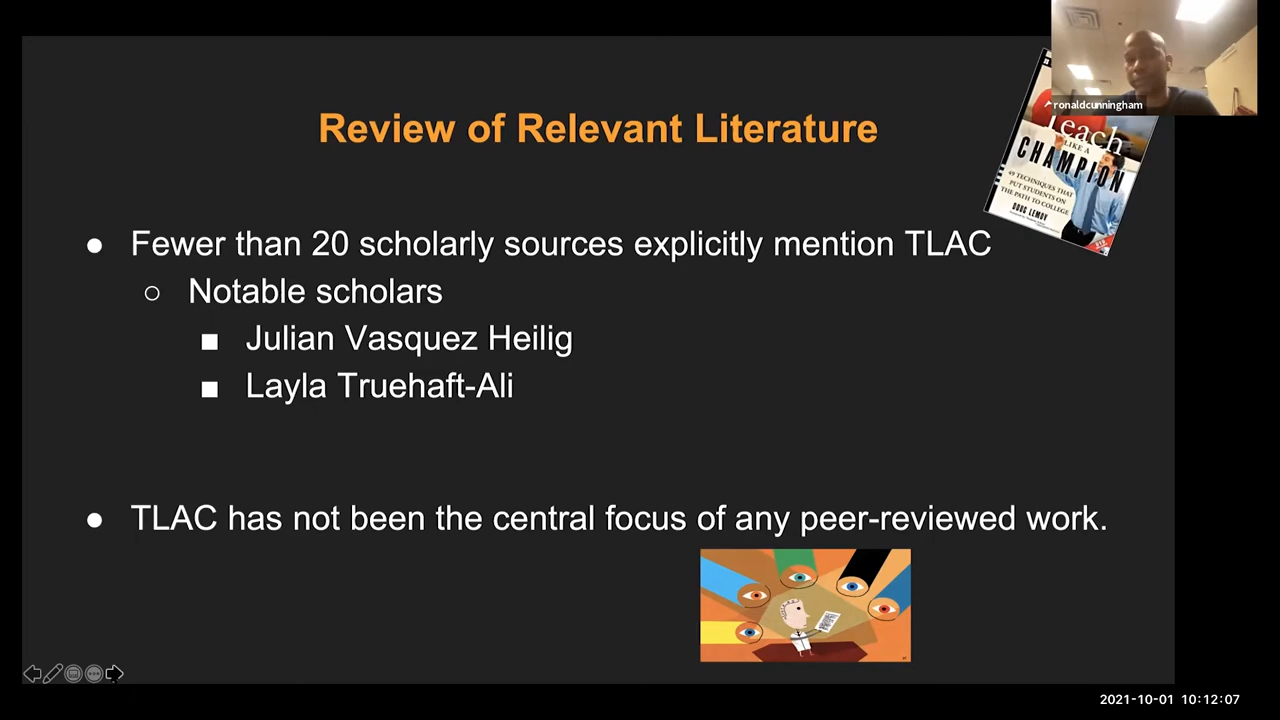 ronaldcunningham
Review of Relevant Literature
Teach
LIKE A
CHAMPION
49 TECHNIQUES THAT
PUT STUDENTS ON
THE PATH TO COLLEGE
DOUG LEMOV
● Fewer than 20 scholarly sources explicitly mention TLAC
○ Notable scholars
■ Julian Vasquez Heilig
■ Layla Truehaft-Ali
● TLAC has not been the central focus of any peer-reviewed work.
2021-10-01 10:12:07